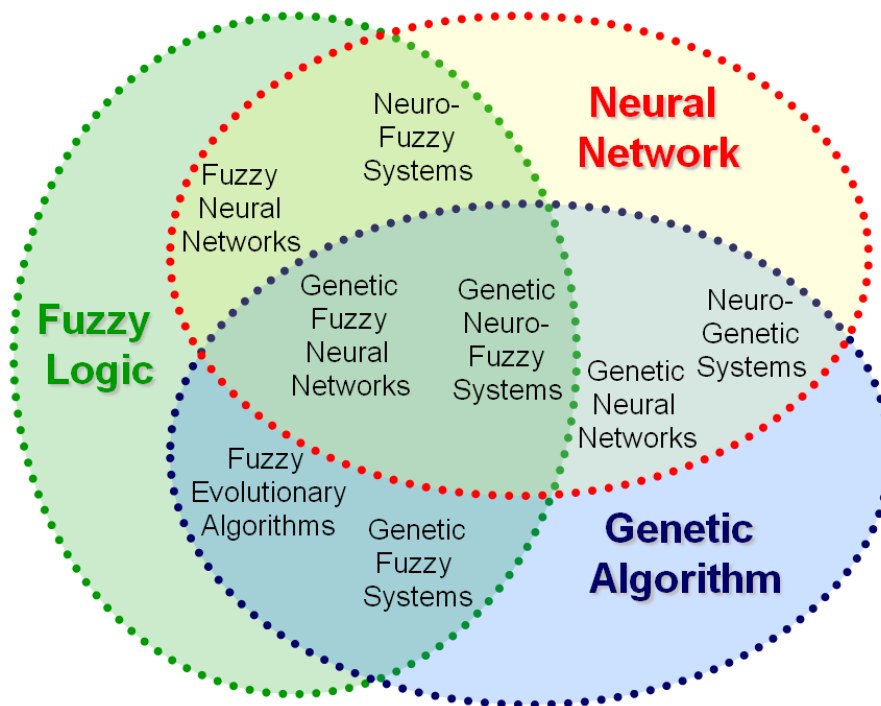 Neuro-
Fuzzy
Systems
Neural
Network
Fuzzy
Neural
Networks
Genetic
Fuzzy
Neural
Networks
Genetic
Neuro-
Fuzzy
Systems
Neuro-
Genetic
Systems
Fuzzy
Logic
Genetic
Neural
Networks
Fuzzy
Evolutionary
Algorithms
Genetic
Fuzzy
Systems
Genetic
Algorithm